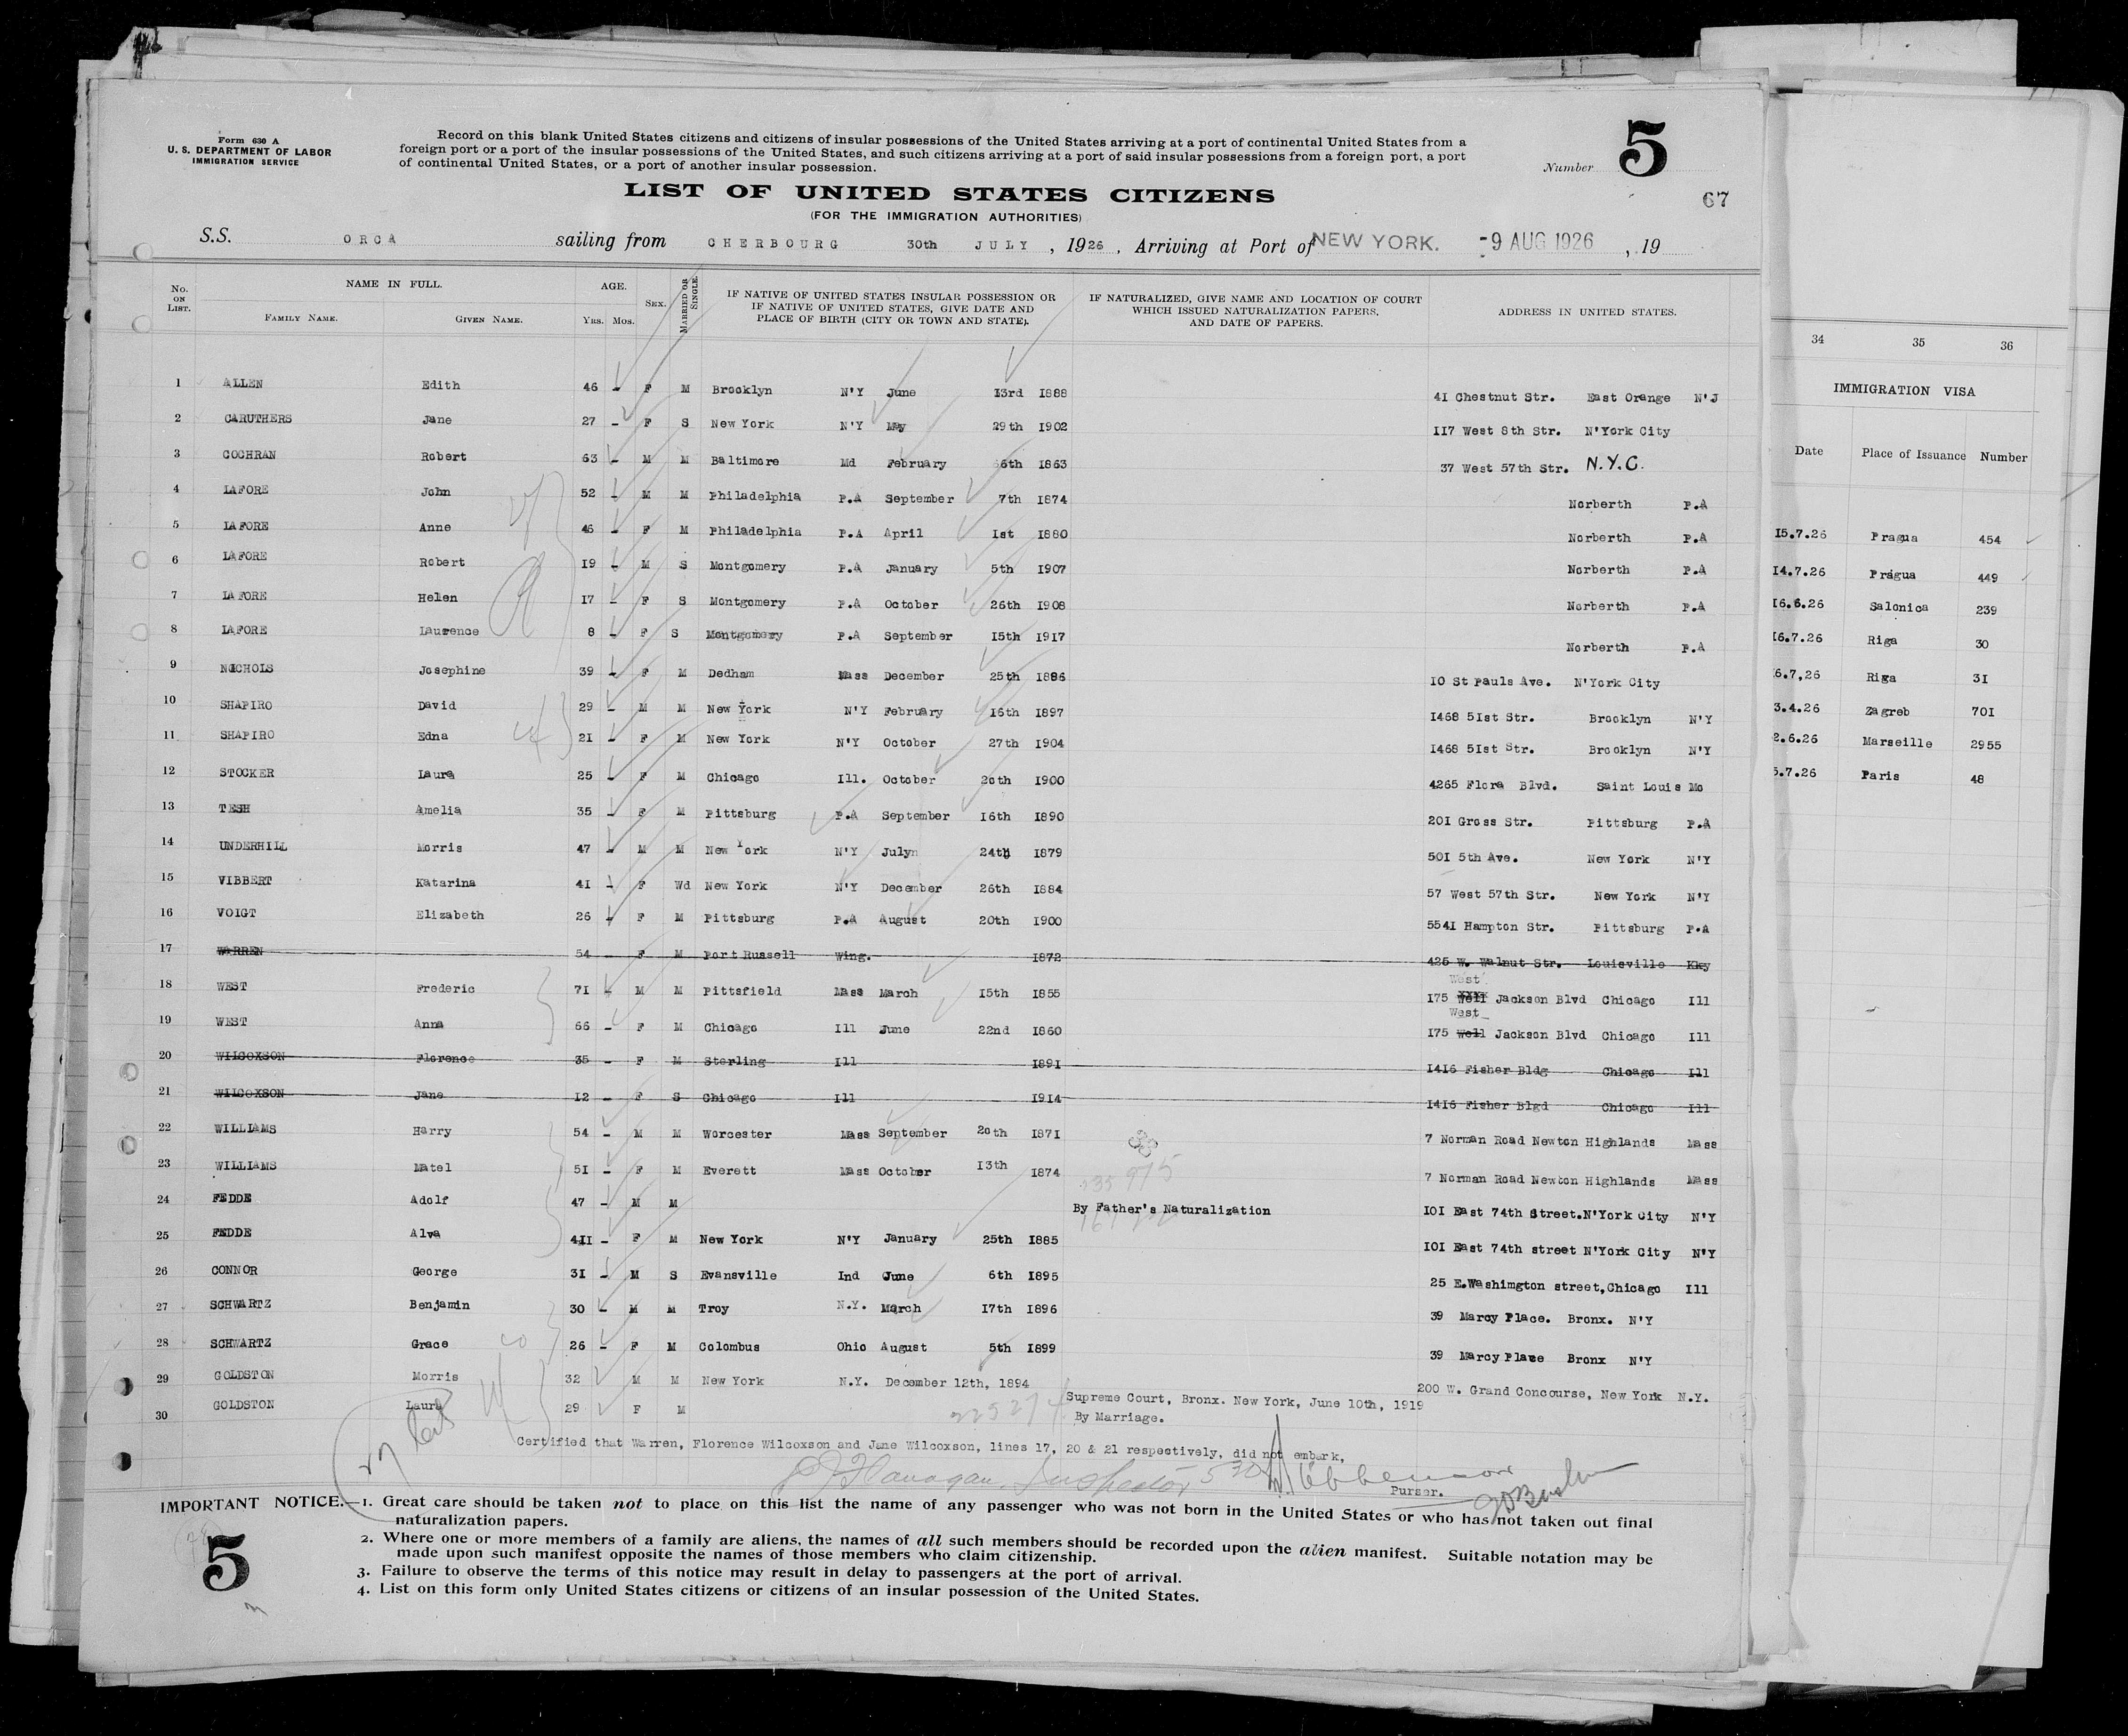 Form 630 A
U. S. DEPARTMENT OF LABOR
IMMIGRATION SERVICE
Record on this blank United States citizens and citizens of insular possessions of the United States arriving at a port of continental United States from a
foreign port or a port of the insular possessions of the United States, and such citizens arriving at a port of said insular possessions from a foreign port, a port
of continental United States, or a port of another insular possession.
Number 5
67
LIST OF UNITED STATES CITIZENS
(FOR THE IMMIGRATION AUTHORITIES)
S.S. ORCA sailing from CHERBOURG 30th JULY, 1926, Arriving at Port of NEW YORK. -9 AUG 1926, 19
No. ON LIST. NAME IN FULL. FAMILY NAME. GIVEN NAME. AGE. Yrs. Mos. SEX. MARRIED OR SINGLE. IF NATIVE OF UNITED STATES INSULAR POSSESSION OR IF NATIVE OF UNITED STATES, GIVE DATE AND PLACE OF BIRTH (CITY OR TOWN AND STATE). IF NATURALIZED, GIVE NAME AND LOCATION OF COURT WHICH ISSUED NATURALIZATION PAPERS, AND DATE OF PAPERS. ADDRESS IN UNITED STATES.
1 ALLEN Edith 46 - F M Brooklyn N'Y June 13rd 1888 41 Chestnut Str. East Orange N'J
2 CARUTHERS Jane 27 - F S New York N'Y May 29th 1902 117 West 8th Str. N'York City
3 COCHRAN Robert 63 - M M Baltimore Md February 1863 37 West 57th Str. N.Y.C.
4 LAFORE John 52 - M M Philadelphia P.A September 7th 1874 Norberth P.A
5 LAFORE Anne 46 - F M Philadelphia P.A April 1st 1880 Norberth P.A
6 LAFORE Robert 19 - M S Montgomery P.A January 5th 1907 Norberth P.A
7 LAFORE Helen 17 - F S Montgomery P.A October 26th 1908 Norberth P.A
8 LAFORE Laurence 8 - F S Montgomery P.A September 15th 1917 Norberth P.A
9 NICHOLS Josephine 39 - F M Dedham Mass December 25th 1886 10 St Pauls Ave. N'York City
10 SHAPIRO David 29 - M M New York N'Y February 16th 1897 1468 51st Str. Brooklyn N'Y
11 SHAPIRO Edna 21 - F M New York N'Y October 27th 1904 1468 51st Str. Brooklyn N'Y
12 STOCKER Laura 25 - F M Chicago Ill. October 20th 1900 4265 Flora Blvd. Saint Louis Mo
13 TESH Amelia 35 - F M Pittsburg P.A September 16th 1890 201 Gross Str. Pittsburg P.A
14 UNDERHILL Morris 47 - M M New York N'Y July 24th 1879 501 5th Ave. New York N'Y
15 VIBBERT Katarina 41 - F Wd New York N'Y December 26th 1884 57 West 57th Str. New York N'Y
16 VOIGT Elizabeth 26 - F M Pittsburg P.A August 20th 1900 5541 Hampton Str. Pittsburg P.A
17 WARREN 54 - F M Port Russell Wing. 1872 425 W. Walnut Str. Louisville Kky
18 WEST Frederic 71 - M M Pittsfield Mass March 15th 1855 175 Well West Jackson Blvd Chicago Ill
19 WEST Anna 66 - F M Chicago Ill June 22nd 1860 175 Well West Jackson Blvd Chicago Ill
20 WILCOXSON Florence 35 - F M Sterling Ill 1891 1416 Fisher Bldg Chicago Ill
21 WILCOXSON Jane 12 - F S Chicago Ill 1914 1416 Fisher Blgd Chicago Ill
22 WILLIAMS Harry 54 - M M Worcester Mass September 20th 1871 7 Norman Road Newton Highlands Mass
23 WILLIAMS Matel 51 - F M Everett Mass October 13th 1874 7 Norman Road Newton Highlands Mass
24 FEDDE Adolf 47 - M M By Father's Naturalization 101 East 74th Street.N'York City N'Y
25 FEDDE Alva 41 - F M New York N'Y January 25th 1885 101 East 74th street N'York City N'Y
26 CONNOR George 31 - M S Evansville Ind June 6th 1895 25 E.Washimgton street,Chicago Ill
27 SCHWARTZ Benjamin 30 - M M Troy N.Y. March 17th 1896 39 Marcy Place. Bronx. N'Y
28 SCHWARTZ Grace 26 - F M Colombus Ohio August 5th 1899 39 Marcy Place Bronx N'Y
29 GOLDSTON Morris 32 M M New York N.Y. December 12th, 1894 200 W. Grand Concourse, New York N.Y.
Supreme Court, Bronx. New York, June 10th, 1919
30 GOLDSTON Laura 29 F M By Marriage.
Certified that Warren, Florence Wilcoxson and Jane Wilcoxson, lines 17, 20 & 21 respectively, did not embark,
Flanagan, Inspector
Purser.
IMPORTANT NOTICE.—1. Great care should be taken not to place on this list the name of any passenger who was not born in the United States or who has not taken out final
naturalization papers.
2. Where one or more members of a family are aliens, the names of all such members should be recorded upon the alien manifest. Suitable notation may be
made upon such manifest opposite the names of those members who claim citizenship.
3. Failure to observe the terms of this notice may result in delay to passengers at the port of arrival.
4. List on this form only United States citizens or citizens of an insular possession of the United States.
5
34 35 36
IMMIGRATION VISA
Date Place of Issuance Number
15.7.26 Pragua 454
14.7.26 Pragua 449
16.6.26 Salonica 239
16.7.26 Riga 30
6.7,26 Riga 31
3.4.26 Zagreb 701
2.6.26 Marseille 2955
5.7.26 Paris 48